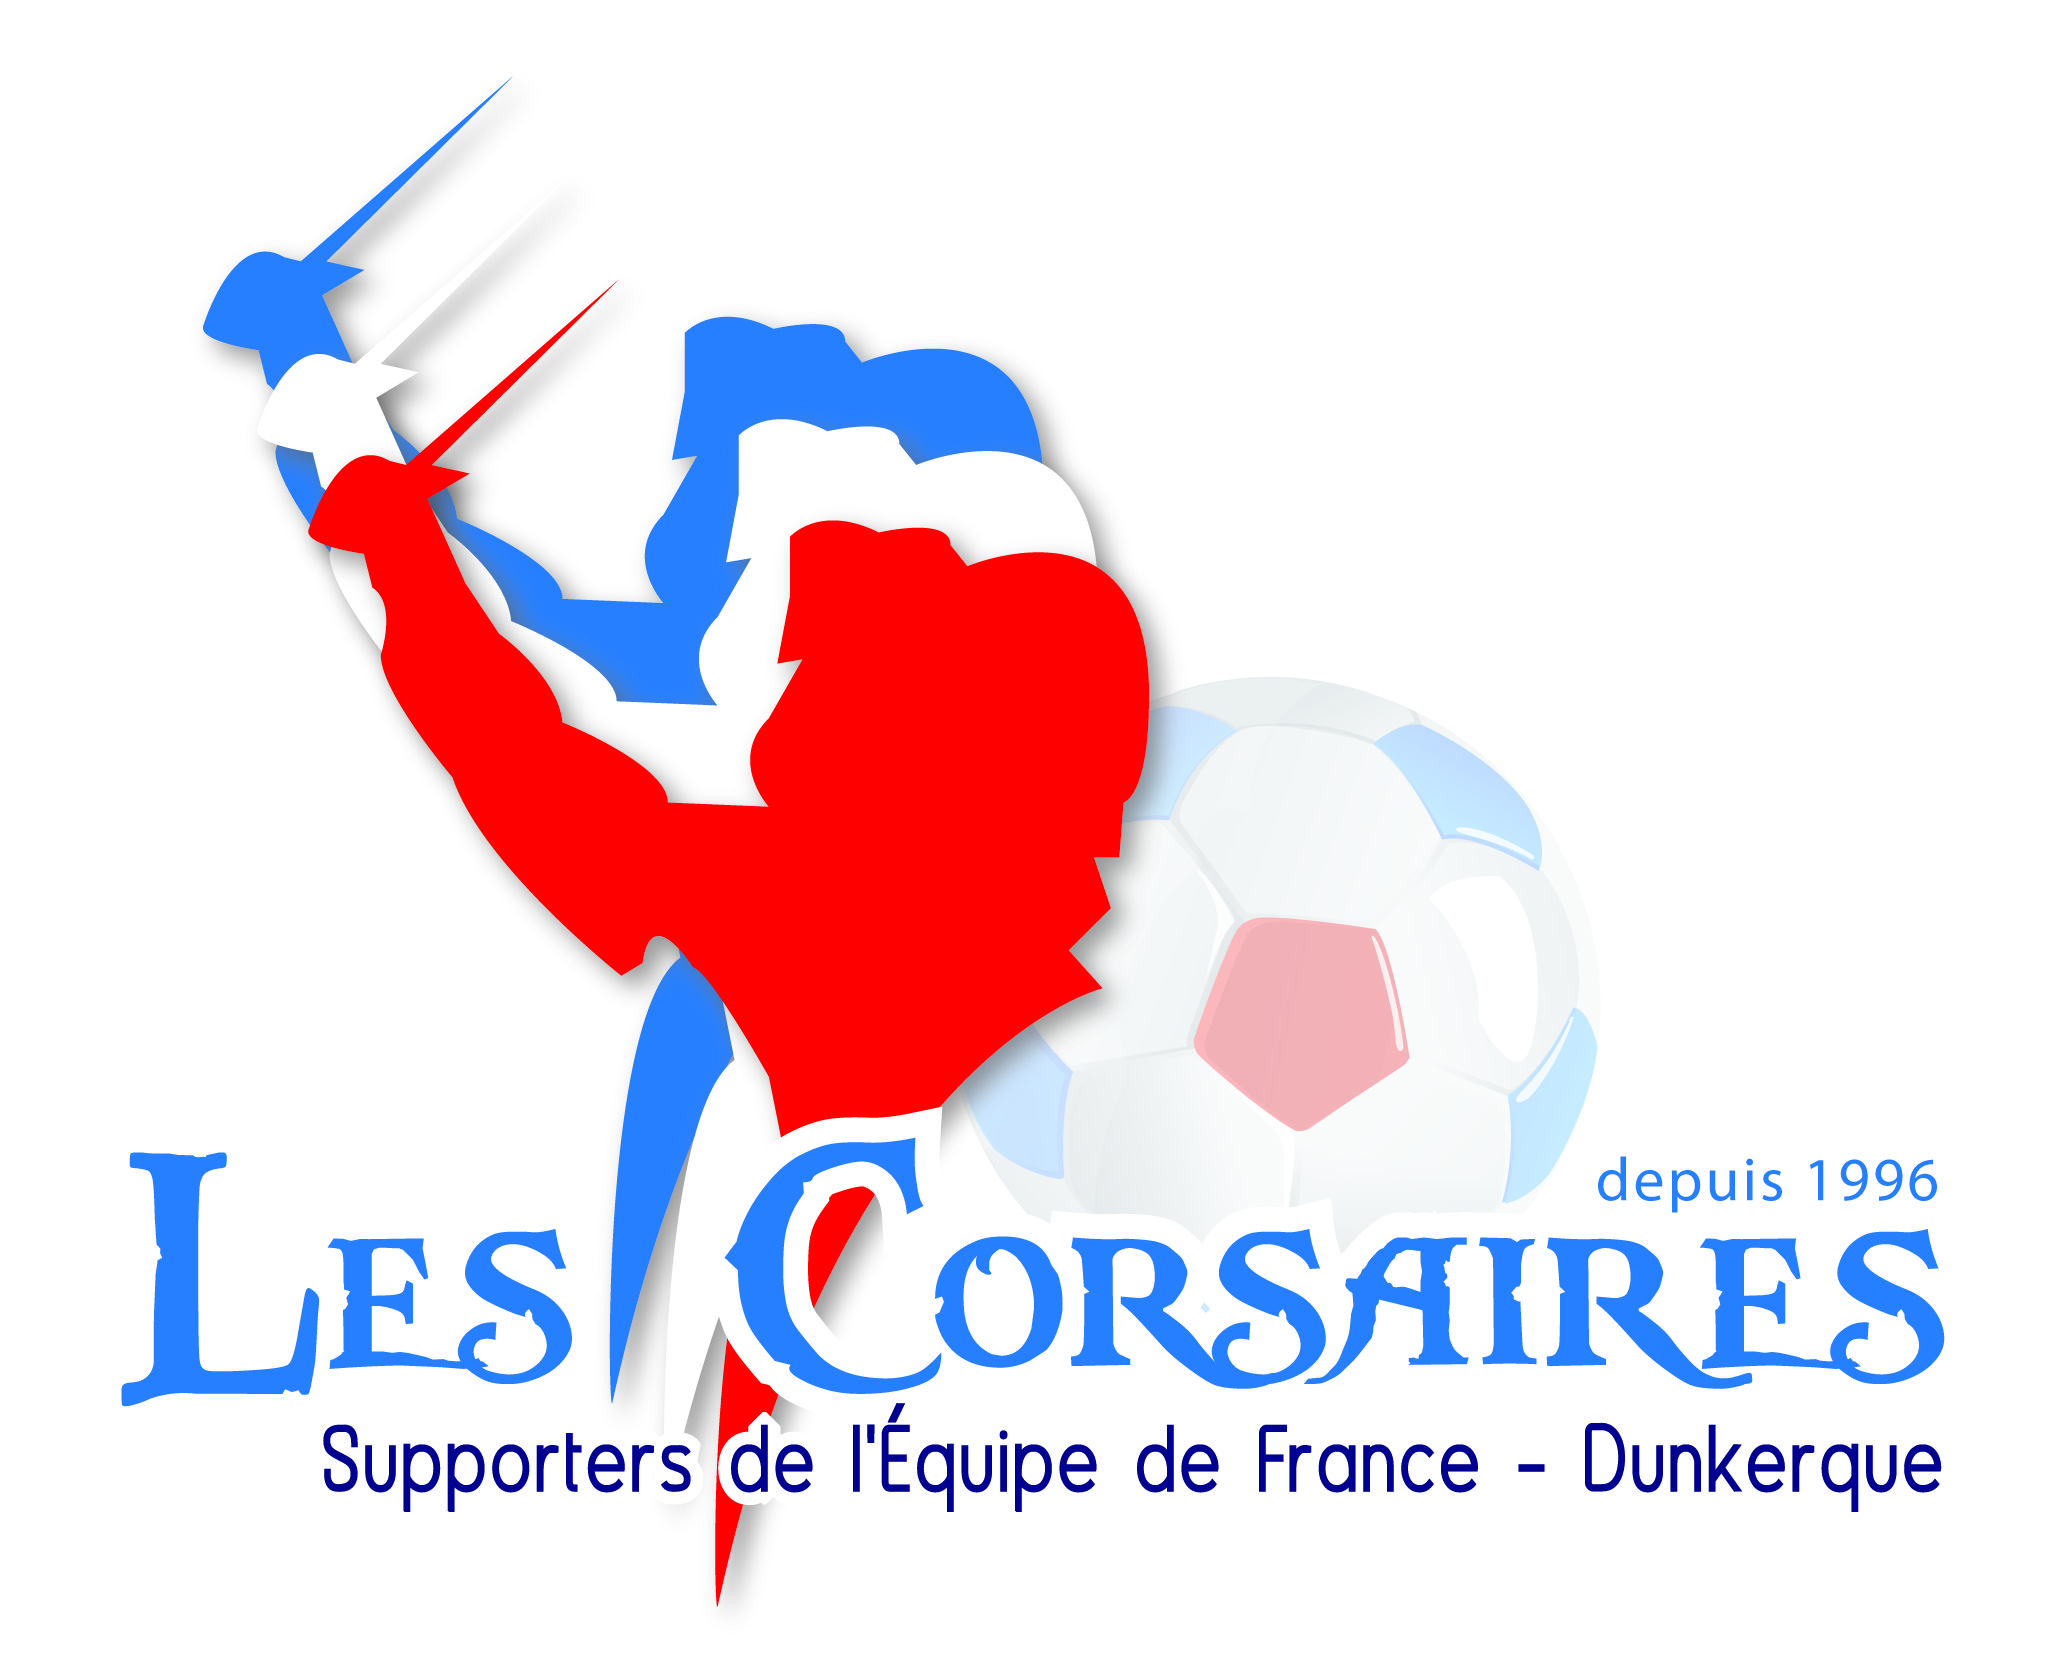 depuis 1996
LES CORSAIRES
Supporters de l'Équipe de France - Dunkerque